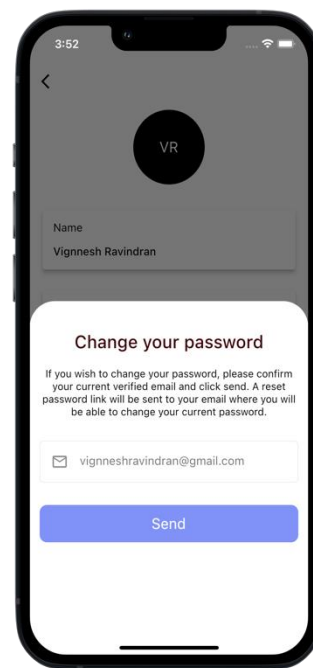 3:52
VR
Name
Vignnesh Ravindran
Change your password
If you wish to change your password, please confirm
your current verified email and click send. A reset
password link will be sent to your email where you will
be able to change your current password.
vignneshravindran@gmail.com
Send